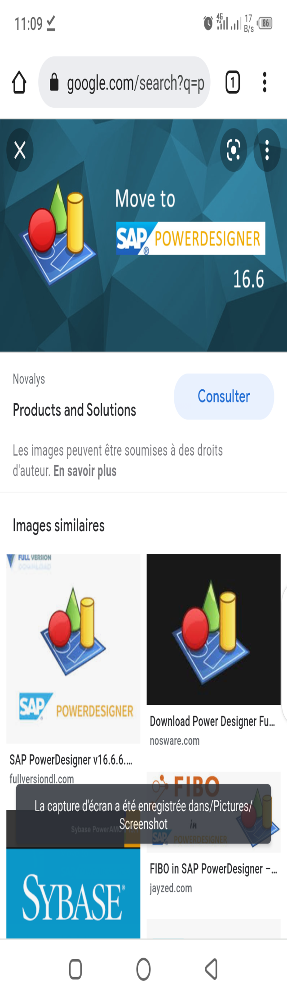 11:09
4G
17
B/s
86
google.com/search?q=p
1
Move to
SAP® POWERDESIGNER
16.6
Novalys
Consulter
Products and Solutions
Les images peuvent être soumises à des droits
d'auteur. En savoir plus
Images similaires
FULL VERSION
DOWNLOAD
SAP® POWERDESIGNER
Download Power Designer Fu...
nosware.com
SAP PowerDesigner v16.6.6....
fullversiondl.com
FIBO
La capture d'écran a été enregistrée dans/Pictures/
Screenshot
Sybase PowerAMC
in
SAP POWERDESIGNER
FIBO in SAP PowerDesigner –...
jayzed.com
SYBASE®